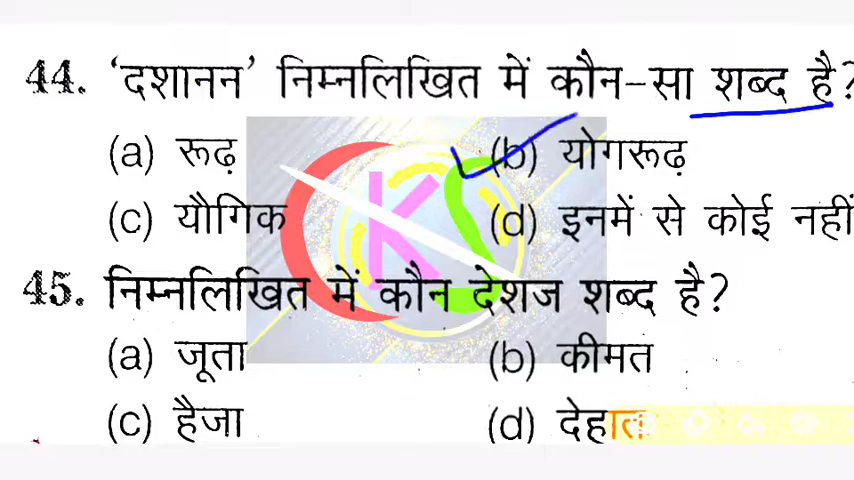 44. ‘दशानन’ निम्नलिखित में कौन-सा शब्द है?
(a) रूढ़ (b) योगरूढ़
(c) यौगिक (d) इनमें से कोई नहीं
45. निम्नलिखित में कौन देशज शब्द है?
(a) जूता (b) कीमत
(c) हैजा (d) देहात